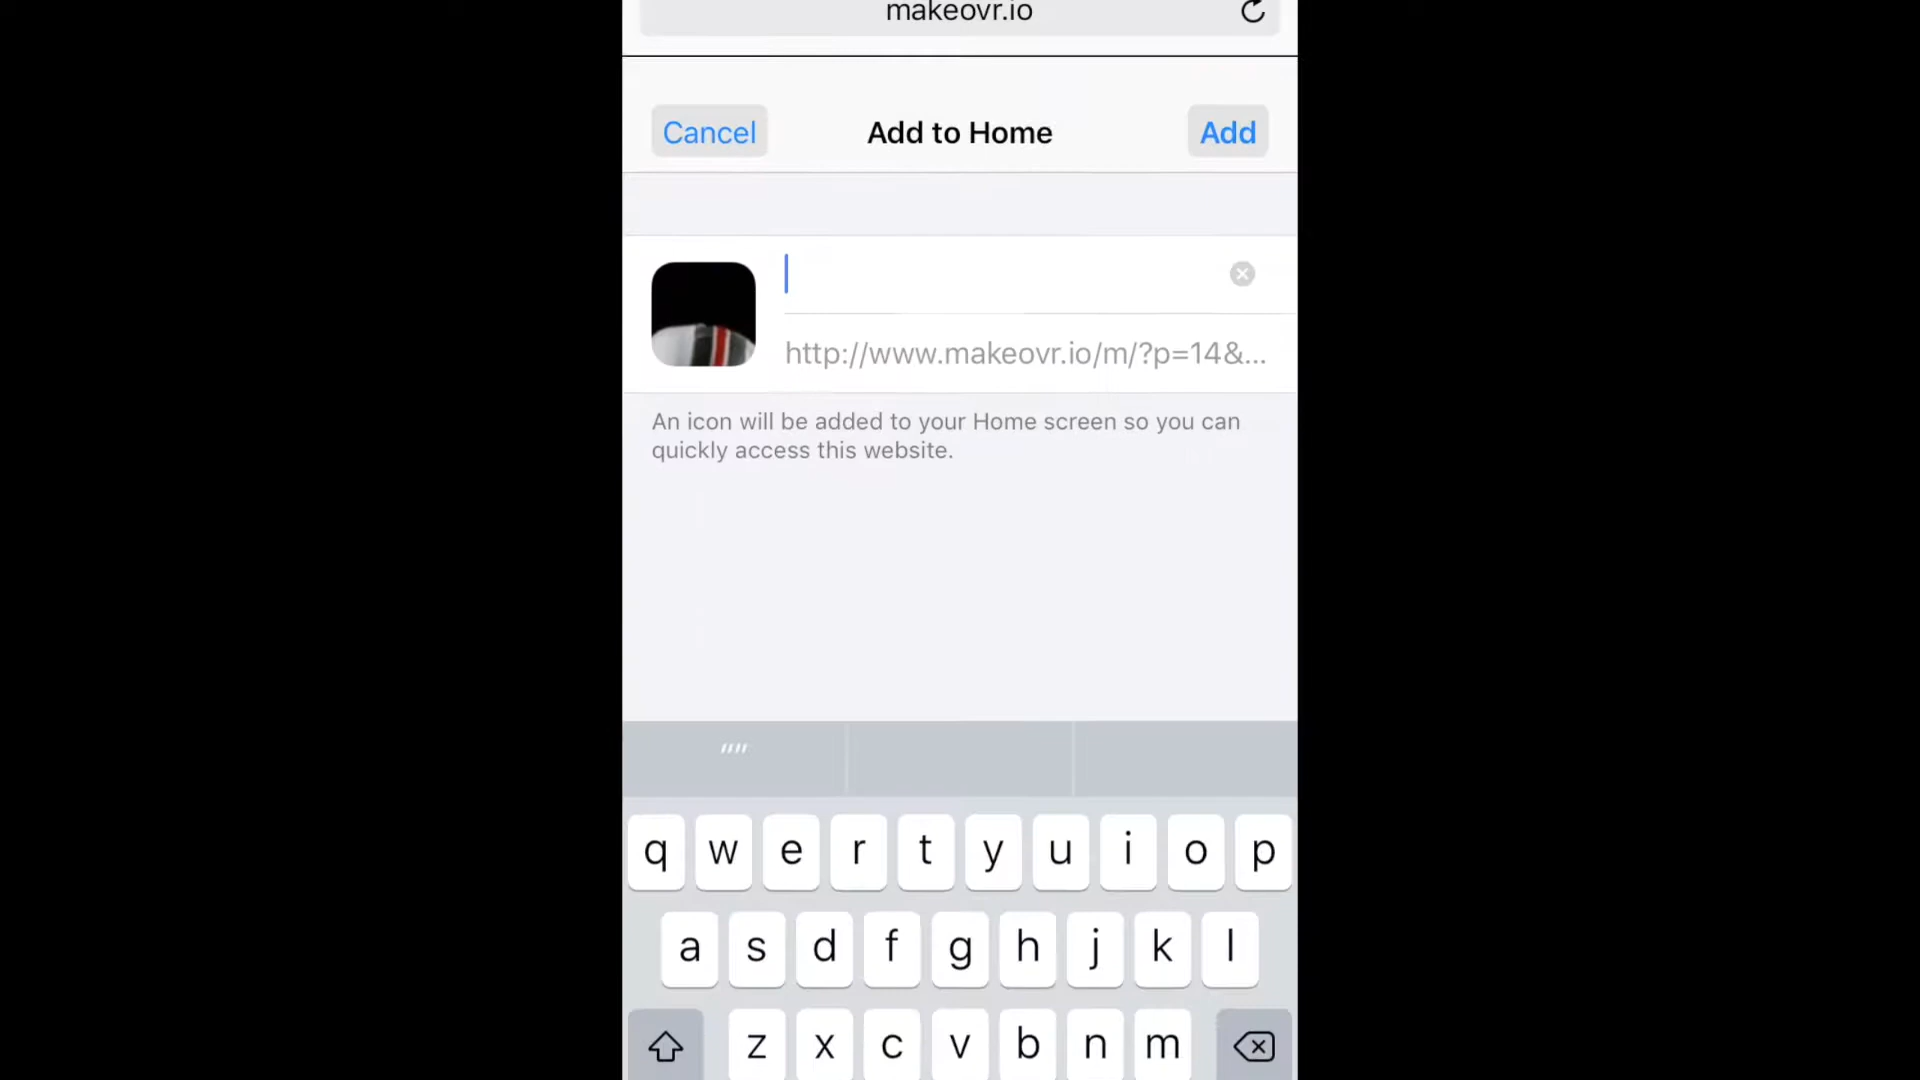 makeovr.io
Cancel Add to Home Add
http://www.makeovr.io/m/?p=14&...
An icon will be added to your Home screen so you can
quickly access this website.
""
q w e r t y u i o p
a s d f g h j k l
z x c v b n m